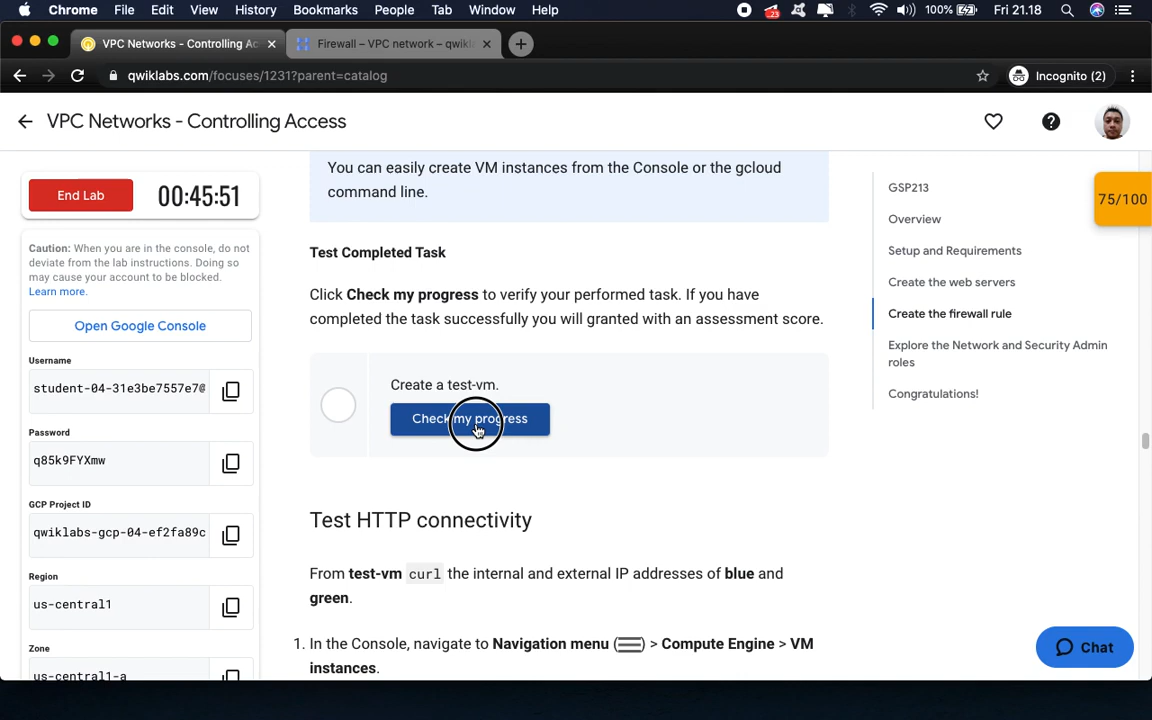 Chrome File Edit View History Bookmarks People Tab Window Help 23 100% Fri 21.18
VPC Networks - Controlling Ac
Firewall – VPC network – qwikl
qwiklabs.com/focuses/1231?parent=catalog
Incognito (2)
VPC Networks - Controlling Access
End Lab
00:45:51
Caution: When you are in the console, do not
deviate from the lab instructions. Doing so
may cause your account to be blocked.
Learn more.
Open Google Console
Username
student-04-31e3be7557e7@
Password
q85k9FYXmw
GCP Project ID
qwiklabs-gcp-04-ef2fa89c
Region
us-central1
Zone
us-central1-a
You can easily create VM instances from the Console or the gcloud
command line.
Test Completed Task
Click Check my progress to verify your performed task. If you have
completed the task successfully you will granted with an assessment score.
Create a test-vm.
Check my progress
Test HTTP connectivity
From test-vm curl the internal and external IP addresses of blue and
green.
1. In the Console, navigate to Navigation menu ( ) > Compute Engine > VM
instances.
GSP213
Overview
Setup and Requirements
Create the web servers
Create the firewall rule
Explore the Network and Security Admin
roles
Congratulations!
75/100
Chat